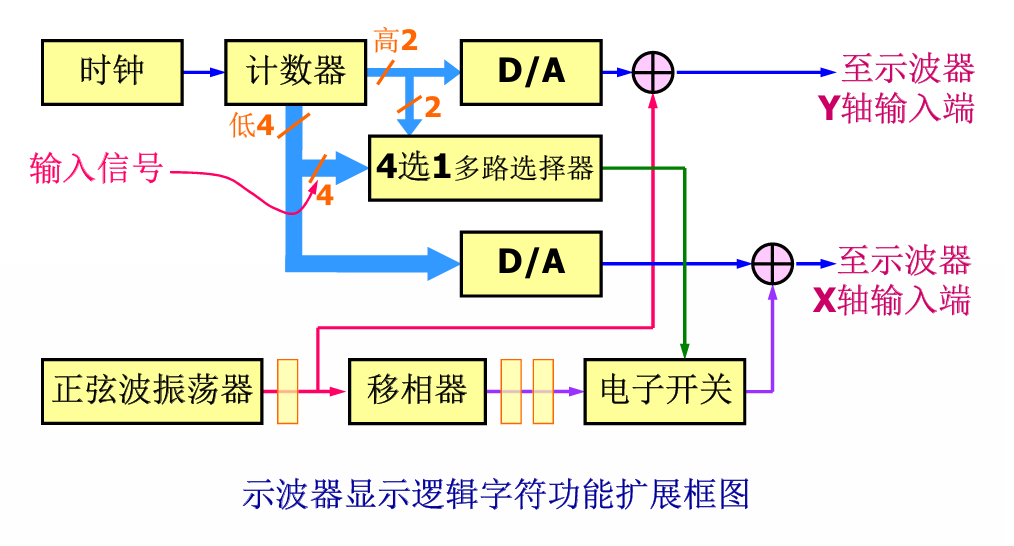 时钟
计数器
高2
D/A
至示波器
Y轴输入端
2
低4
输入信号
4
4选1多路选择器
D/A
至示波器
X轴输入端
正弦波振荡器
移相器
电子开关
示波器显示逻辑字符功能扩展框图